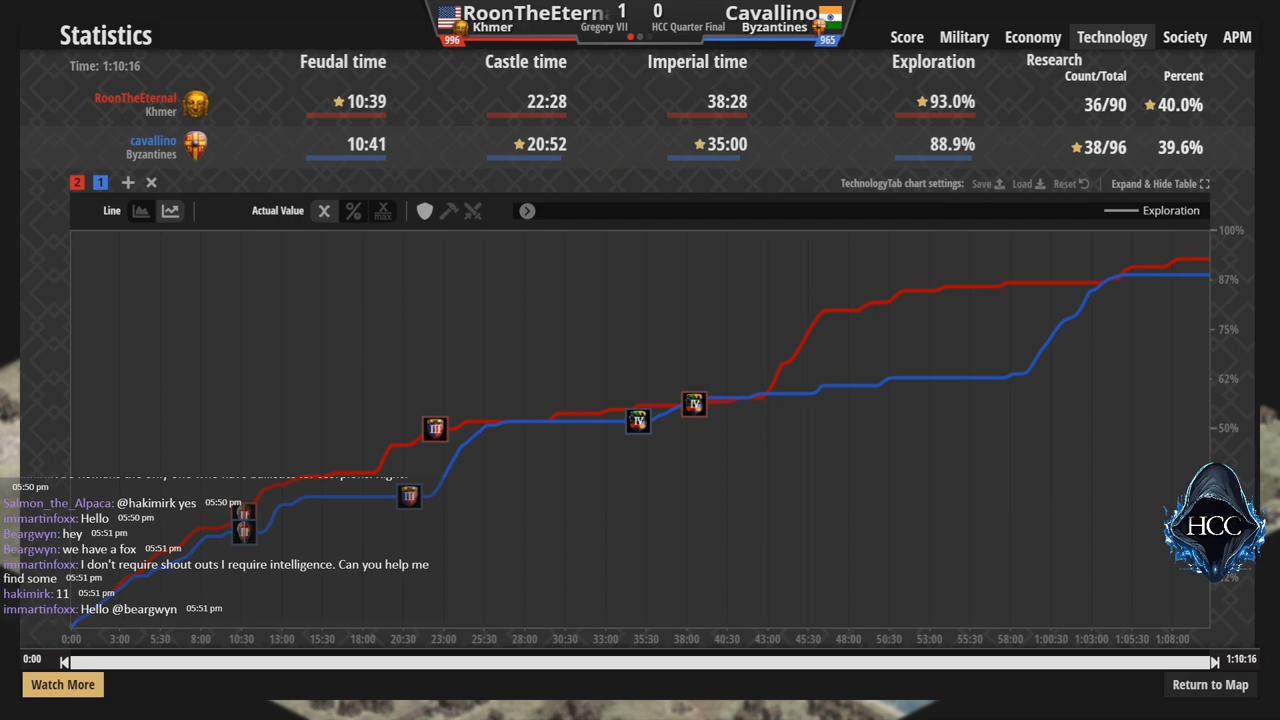 RoonTheEtern 1 0 Cavallino
Khmer Gregory VII HCC Quarter Final Byzantines
996 965
Statistics
Score Military Economy Technology Society APM
Time: 1:10:16
Feudal time Castle time Imperial time Exploration Research
Count/Total Percent
RoonTheEternal 10:39 22:28 38:28 93.0% 36/90 40.0%
Khmer
cavallino 10:41 20:52 35:00 88.9% 38/96 39.6%
Byzantines
2 1 + ×
TechnologyTab chart settings: Save Load Reset Expand & Hide Table
Line Actual Value X % X/max
Exploration
100%
87%
75%
62%
50%
III
IV
IV
III
II
II
05:50 pm
Salmon_the_Alpaca: @hakimirk yes 05:50 pm
immartinfoxx: Hello 05:50 pm
Beargwyn: hey 05:51 pm
Beargwyn: we have a fox 05:51 pm
immartinfoxx: I don't require shout outs I require intelligence. Can you help me
find some 05:51 pm
hakimirk: 11 05:51 pm
immartinfoxx: Hello @beargwyn 05:51 pm
HCC
0:00 3:00 5:30 8:00 10:30 13:00 15:30 18:00 20:30 23:00 25:30 28:00 30:30 33:00 35:30 38:00 40:30 43:00 45:30 48:00 50:30 53:00 55:30 58:00 1:00:30 1:03:00 1:05:30 1:08:00
0:00 1:10:16
Watch More Return to Map